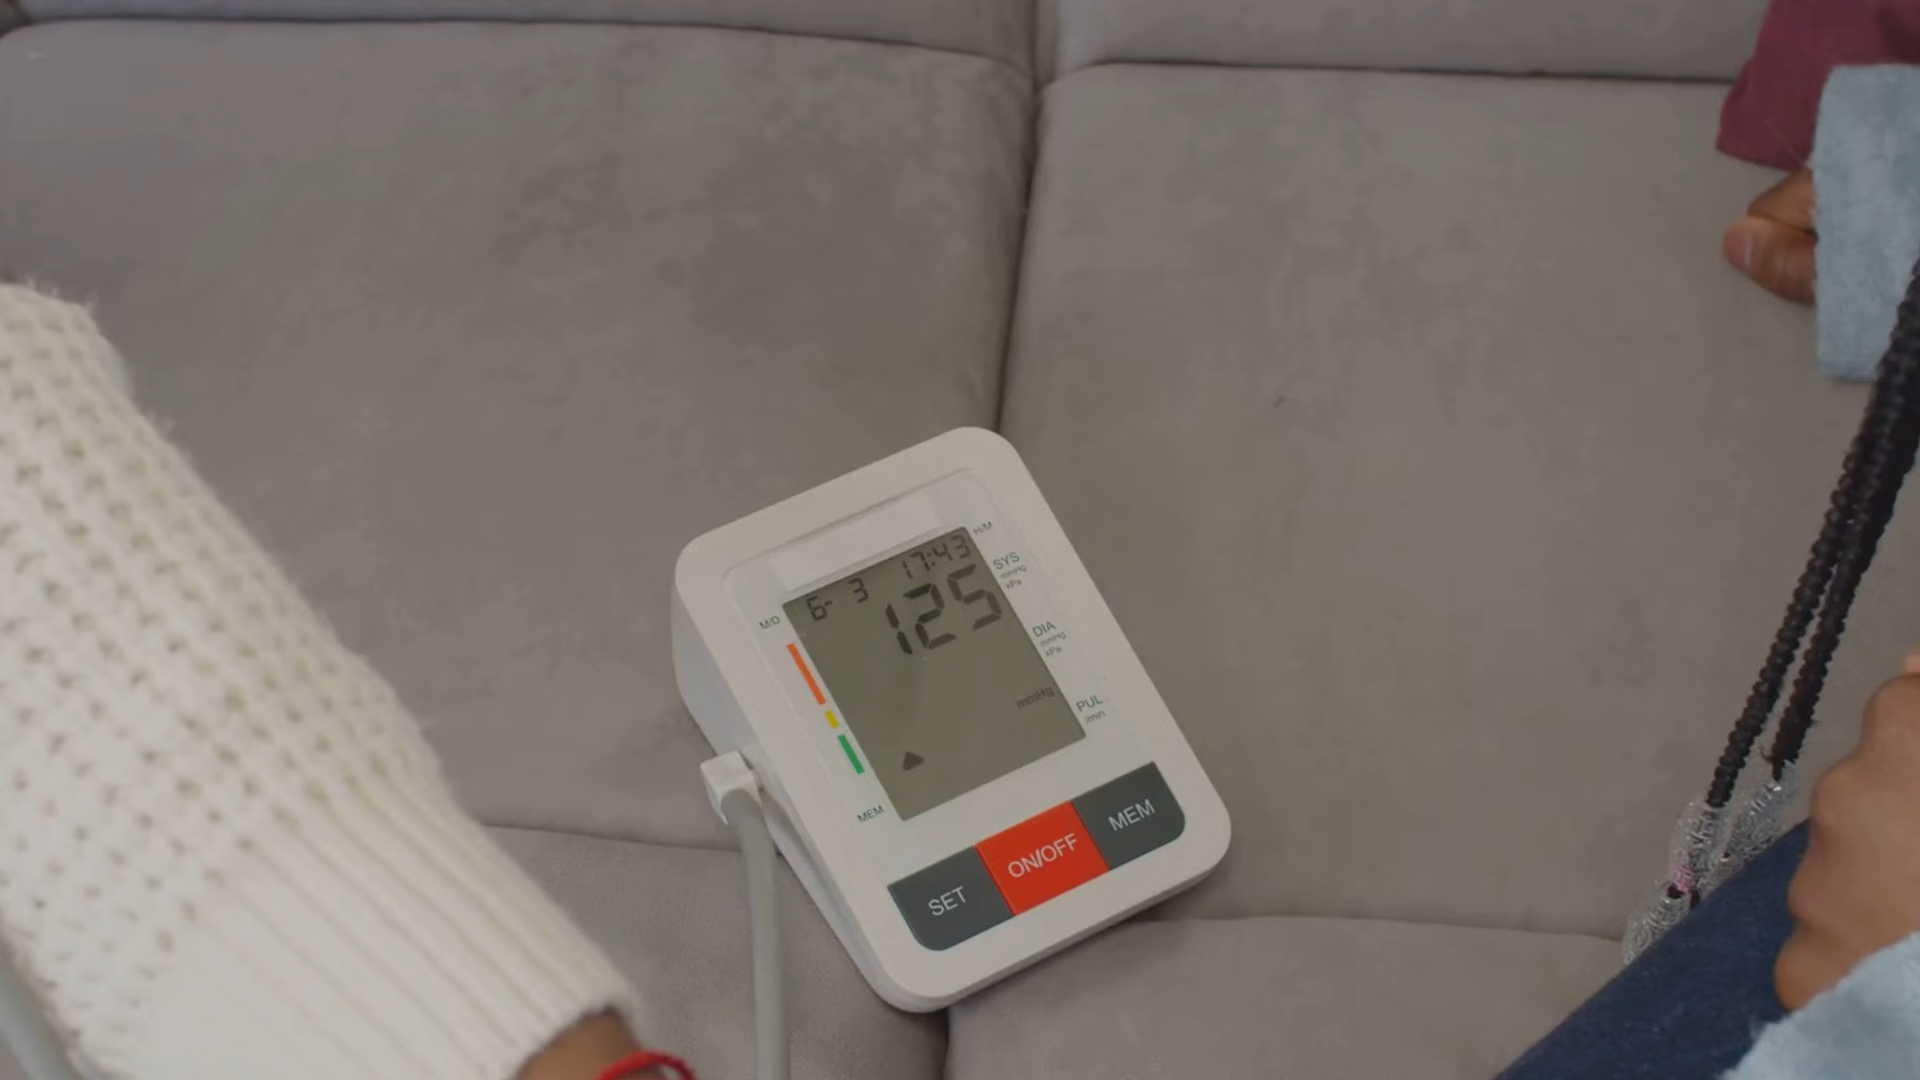 H/M
17:43
6- 3
M/D
125
SYS
mmHg
kPa
DIA
mmHg
kPa
mmHg
PUL
/min
MEM
SET
ON/OFF
MEM